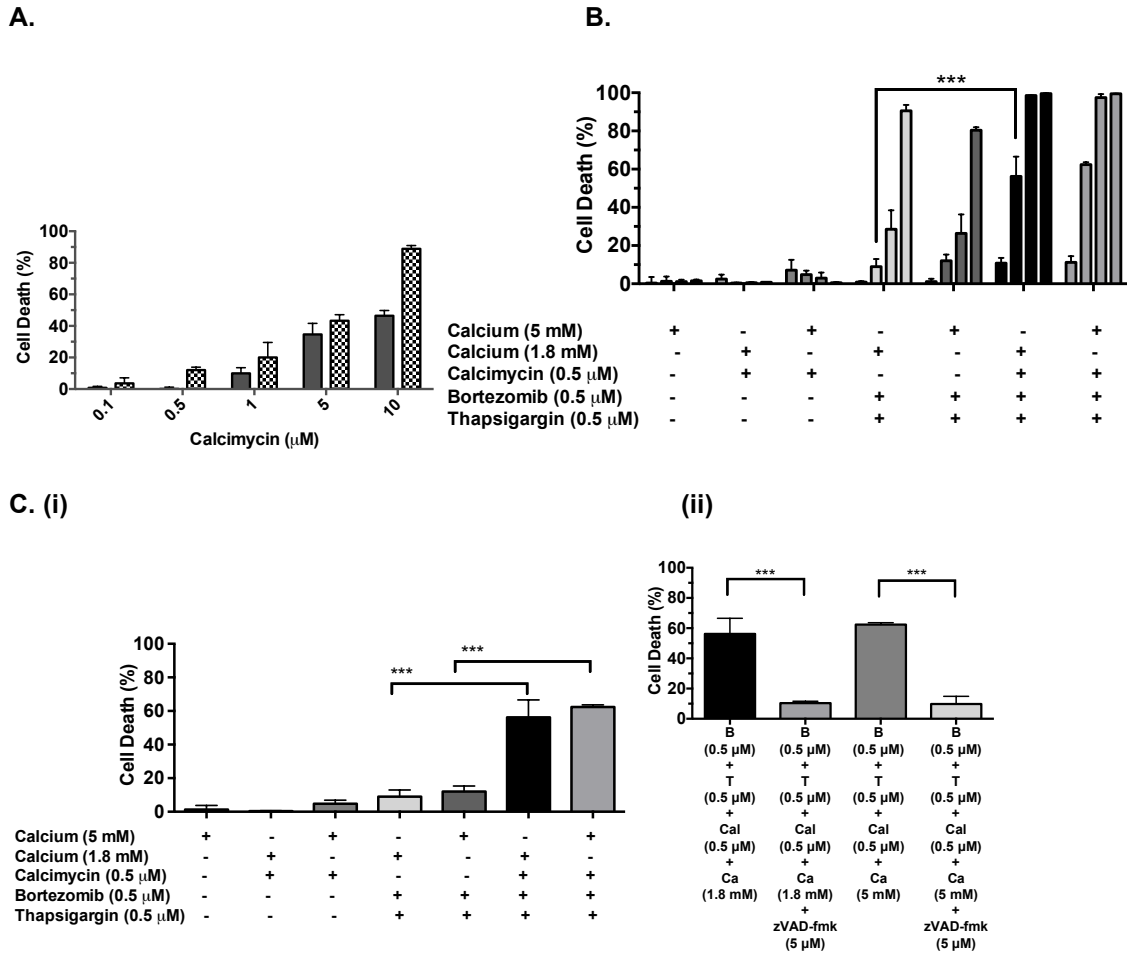 A.
B.
***
100
80
60
40
20
0
Cell Death (%)
100
80
60
40
20
0
Cell Death (%)
0.1
0.5
1
5
10
Calcimycin (μM)
Calcium (5 mM) + - + - + - +
Calcium (1.8 mM) - + - + - + -
Calcimycin (0.5 μM) - + + - - + +
Bortezomib (0.5 μM) - - - + + + +
Thapsigargin (0.5 μM) - - - + + + +
C. (i)
(ii)
100
80
60
40
20
0
Cell Death (%)
***
***
Calcium (5 mM) + - + - + - +
Calcium (1.8 mM) - + - + - + -
Calcimycin (0.5 μM) - + + - - + +
Bortezomib (0.5 μM) - - - + + + +
Thapsigargin (0.5 μM) - - - + + + +
100
80
60
40
20
0
Cell Death (%)
***
***
B B B B
(0.5 μM) (0.5 μM) (0.5 μM) (0.5 μM)
+ + + +
T T T T
(0.5 μM) (0.5 μM) (0.5 μM) (0.5 μM)
+ + + +
Cal Cal Cal Cal
(0.5 μM) (0.5 μM) (0.5 μM) (0.5 μM)
+ + + +
Ca Ca Ca Ca
(1.8 mM) (1.8 mM) (5 mM) (5 mM)
+ +
zVAD-fmk zVAD-fmk
(5 μM) (5 μM)